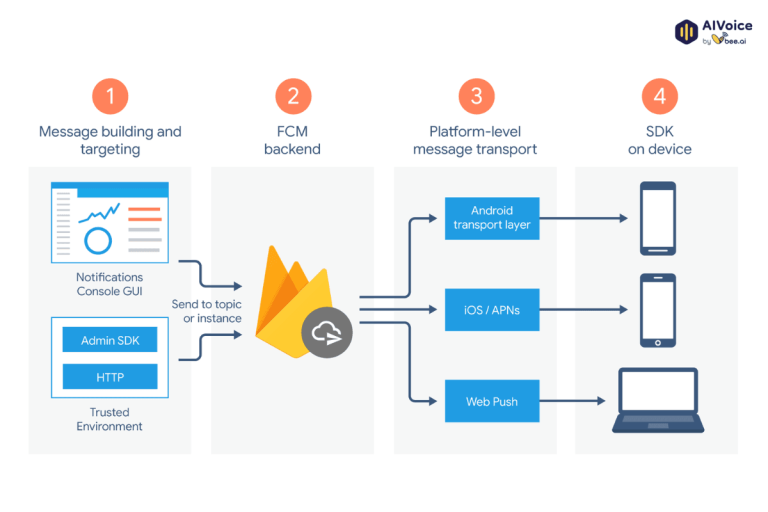 AIVoice
by bee.ai
1
Message building and
targeting
Notifications
Console GUI
Admin SDK
HTTP
Trusted
Environment
Send to topic
or instance
2
FCM
backend
3
Platform-level
message transport
Android
transport layer
iOS / APNs
Web Push
4
SDK
on device